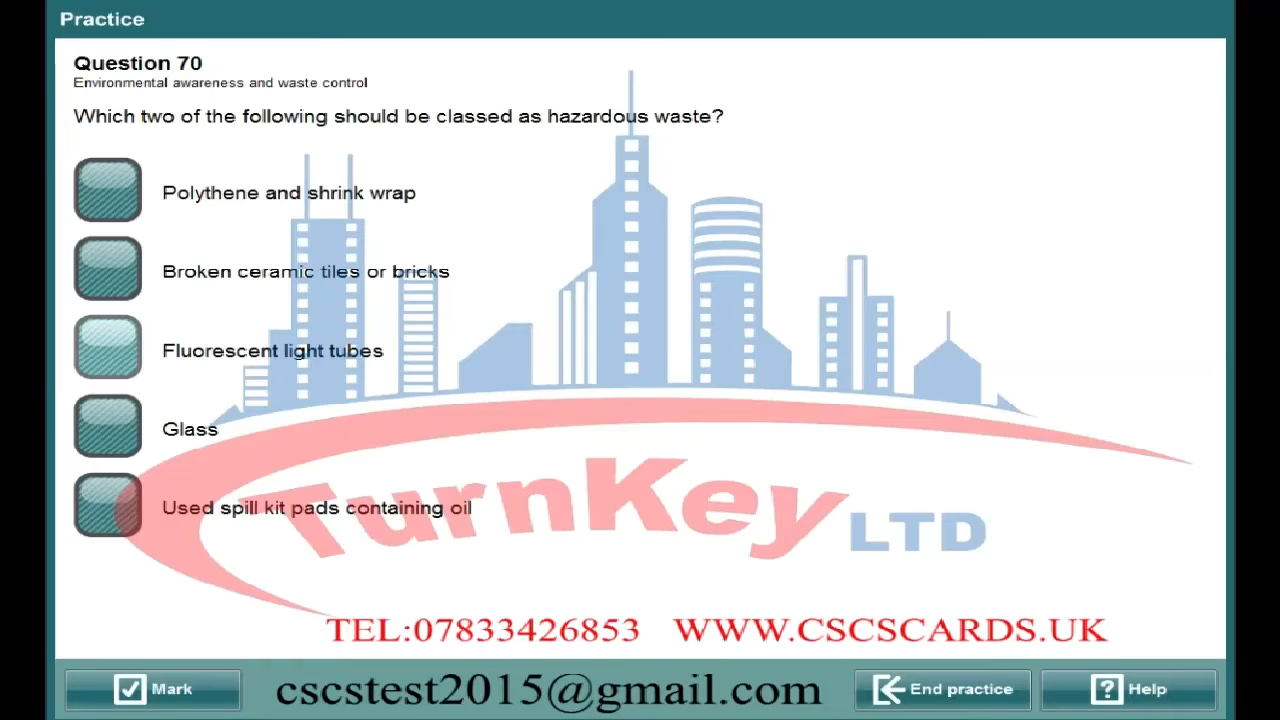 Practice
Question 70
Environmental awareness and waste control
Which two of the following should be classed as hazardous waste?
Polythene and shrink wrap
Broken ceramic tiles or bricks
Fluorescent light tubes
Glass
Used spill kit pads containing oil
TurnKey LTD
TEL:07833426853 WWW.CSCSCARDS.UK
Mark cscstest2015@gmail.com End practice ? Help